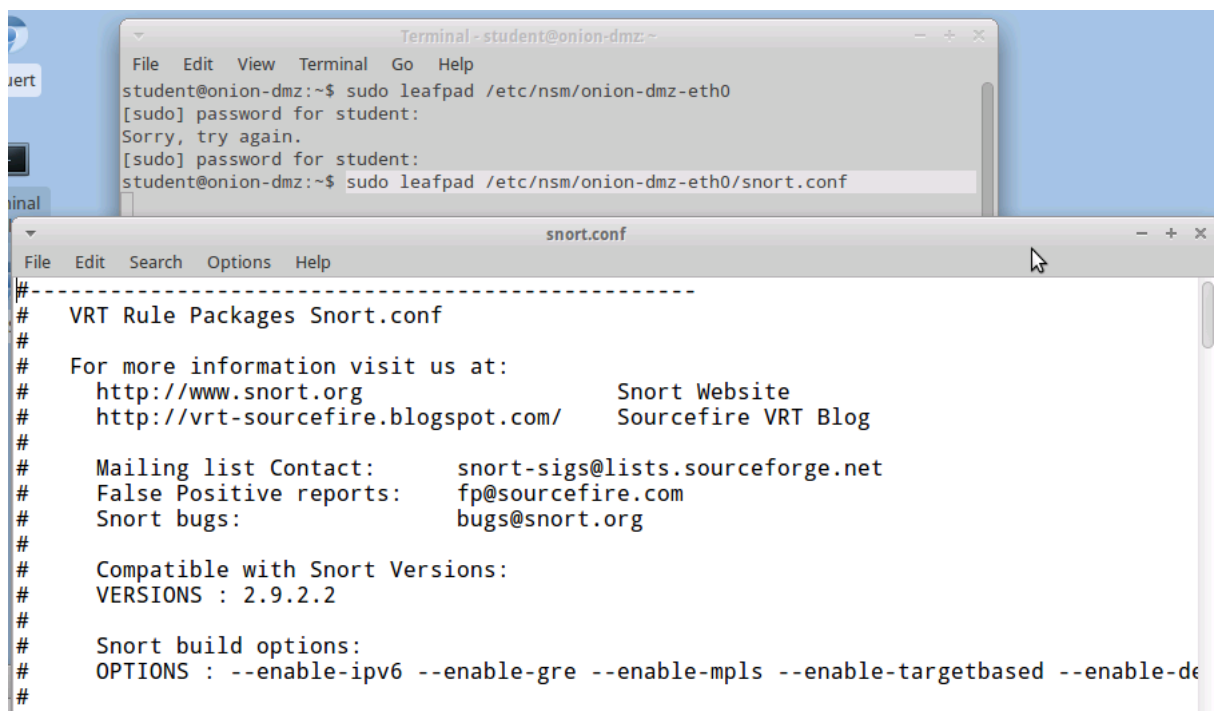 Terminal - student@onion-dmz: ~
File Edit View Terminal Go Help
student@onion-dmz:~$ sudo leafpad /etc/nsm/onion-dmz-eth0
[sudo] password for student:
Sorry, try again.
[sudo] password for student:
student@onion-dmz:~$ sudo leafpad /etc/nsm/onion-dmz-eth0/snort.conf
snort.conf
File Edit Search Options Help
#--------------------------------------------------
# VRT Rule Packages Snort.conf
#
# For more information visit us at:
# http://www.snort.org Snort Website
# http://vrt-sourcefire.blogspot.com/ Sourcefire VRT Blog
#
# Mailing list Contact: snort-sigs@lists.sourceforge.net
# False Positive reports: fp@sourcefire.com
# Snort bugs: bugs@snort.org
#
# Compatible with Snort Versions:
# VERSIONS : 2.9.2.2
#
# Snort build options:
# OPTIONS : --enable-ipv6 --enable-gre --enable-mpls --enable-targetbased --enable-de
#